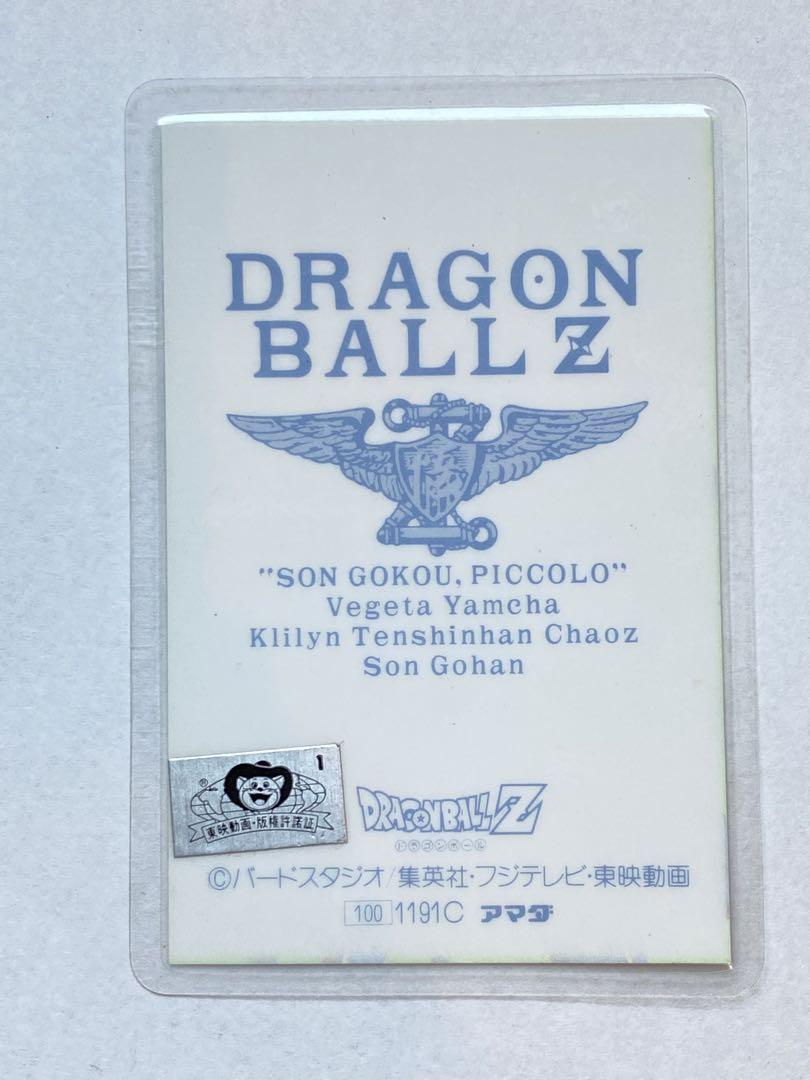 DRAGON
BALL Z
"SON GOKOU, PICCOLO"
Vegeta Yamcha
Klilyn Tenshinhan Chaoz
Son Gohan
1
®
東映動画・版権許諾証
DRAGONBALL Z
ドラゴンボール
©バードスタジオ/集英社・フジテレビ・東映動画
100 1191C アマダ